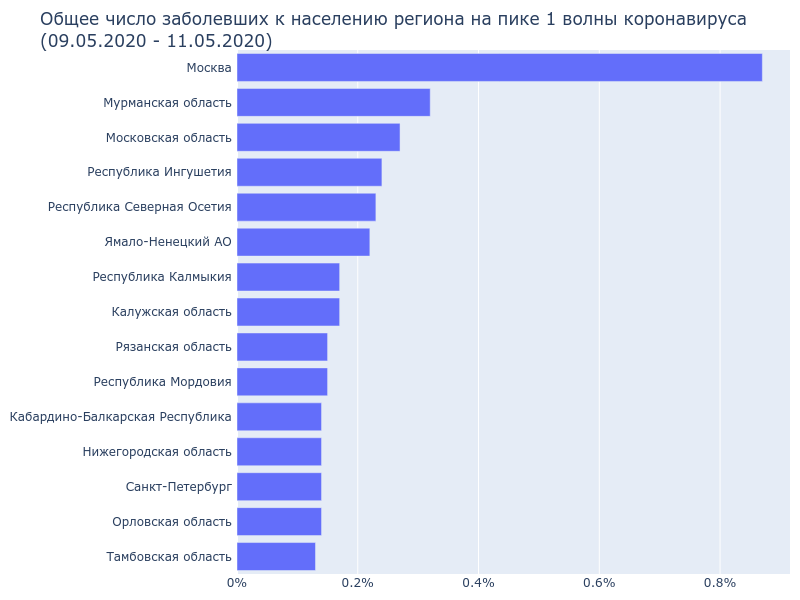 Общее число заболевших к населению региона на пике 1 волны коронавируса
(09.05.2020 - 11.05.2020)
Москва
Мурманская область
Московская область
Республика Ингушетия
Республика Северная Осетия
Ямало-Ненецкий АО
Республика Калмыкия
Калужская область
Рязанская область
Республика Мордовия
Кабардино-Балкарская Республика
Нижегородская область
Санкт-Петербург
Орловская область
Тамбовская область
0% 0.2% 0.4% 0.6% 0.8%